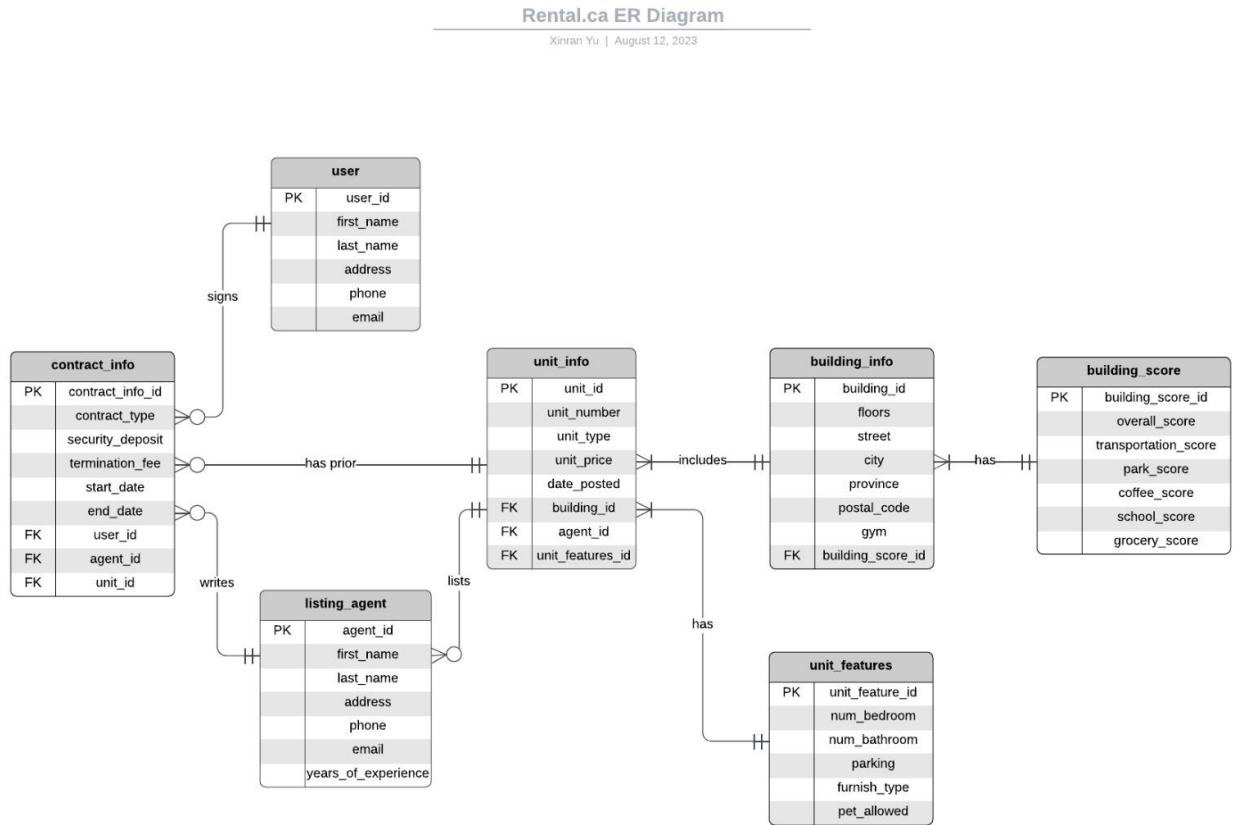 Rental.ca ER Diagram
Xinran Yu | August 12, 2023
user
PK user_id
first_name
last_name
address
phone
email
signs
contract_info
PK contract_info_id
contract_type
security_deposit
termination_fee
start_date
end_date
FK user_id
FK agent_id
FK unit_id
has prior
writes
listing_agent
PK agent_id
first_name
last_name
address
phone
email
years_of_experience
lists
unit_info
PK unit_id
unit_number
unit_type
unit_price
date_posted
FK building_id
FK agent_id
FK unit_features_id
includes
building_info
PK building_id
floors
street
city
province
postal_code
gym
FK building_score_id
has
building_score
PK building_score_id
overall_score
transportation_score
park_score
coffee_score
school_score
grocery_score
has
unit_features
PK unit_feature_id
num_bedroom
num_bathroom
parking
furnish_type
pet_allowed